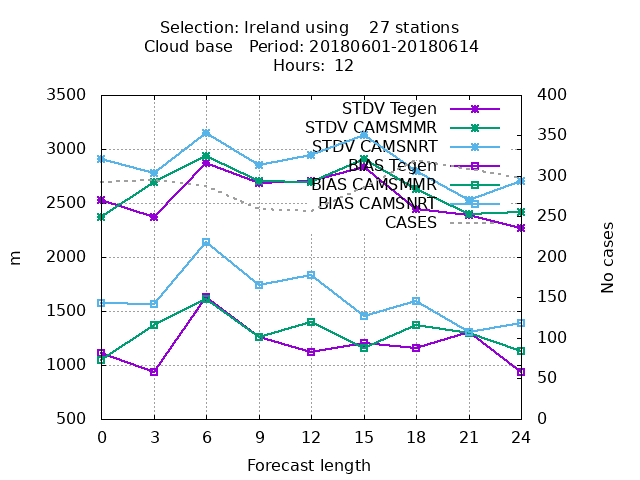 Selection: Ireland using 27 stations
Cloud base Period: 20180601-20180614
Hours: 12
3500
3000
2500
2000
1500
1000
500
m
400
350
300
250
200
150
100
50
0
No cases
STDV Tegen
STDV CAMSMMR
STDV CAMSNRT
BIAS Tegen
BIAS CAMSMMR
BIAS CAMSNRT
CASES
0 3 6 9 12 15 18 21 24
Forecast length